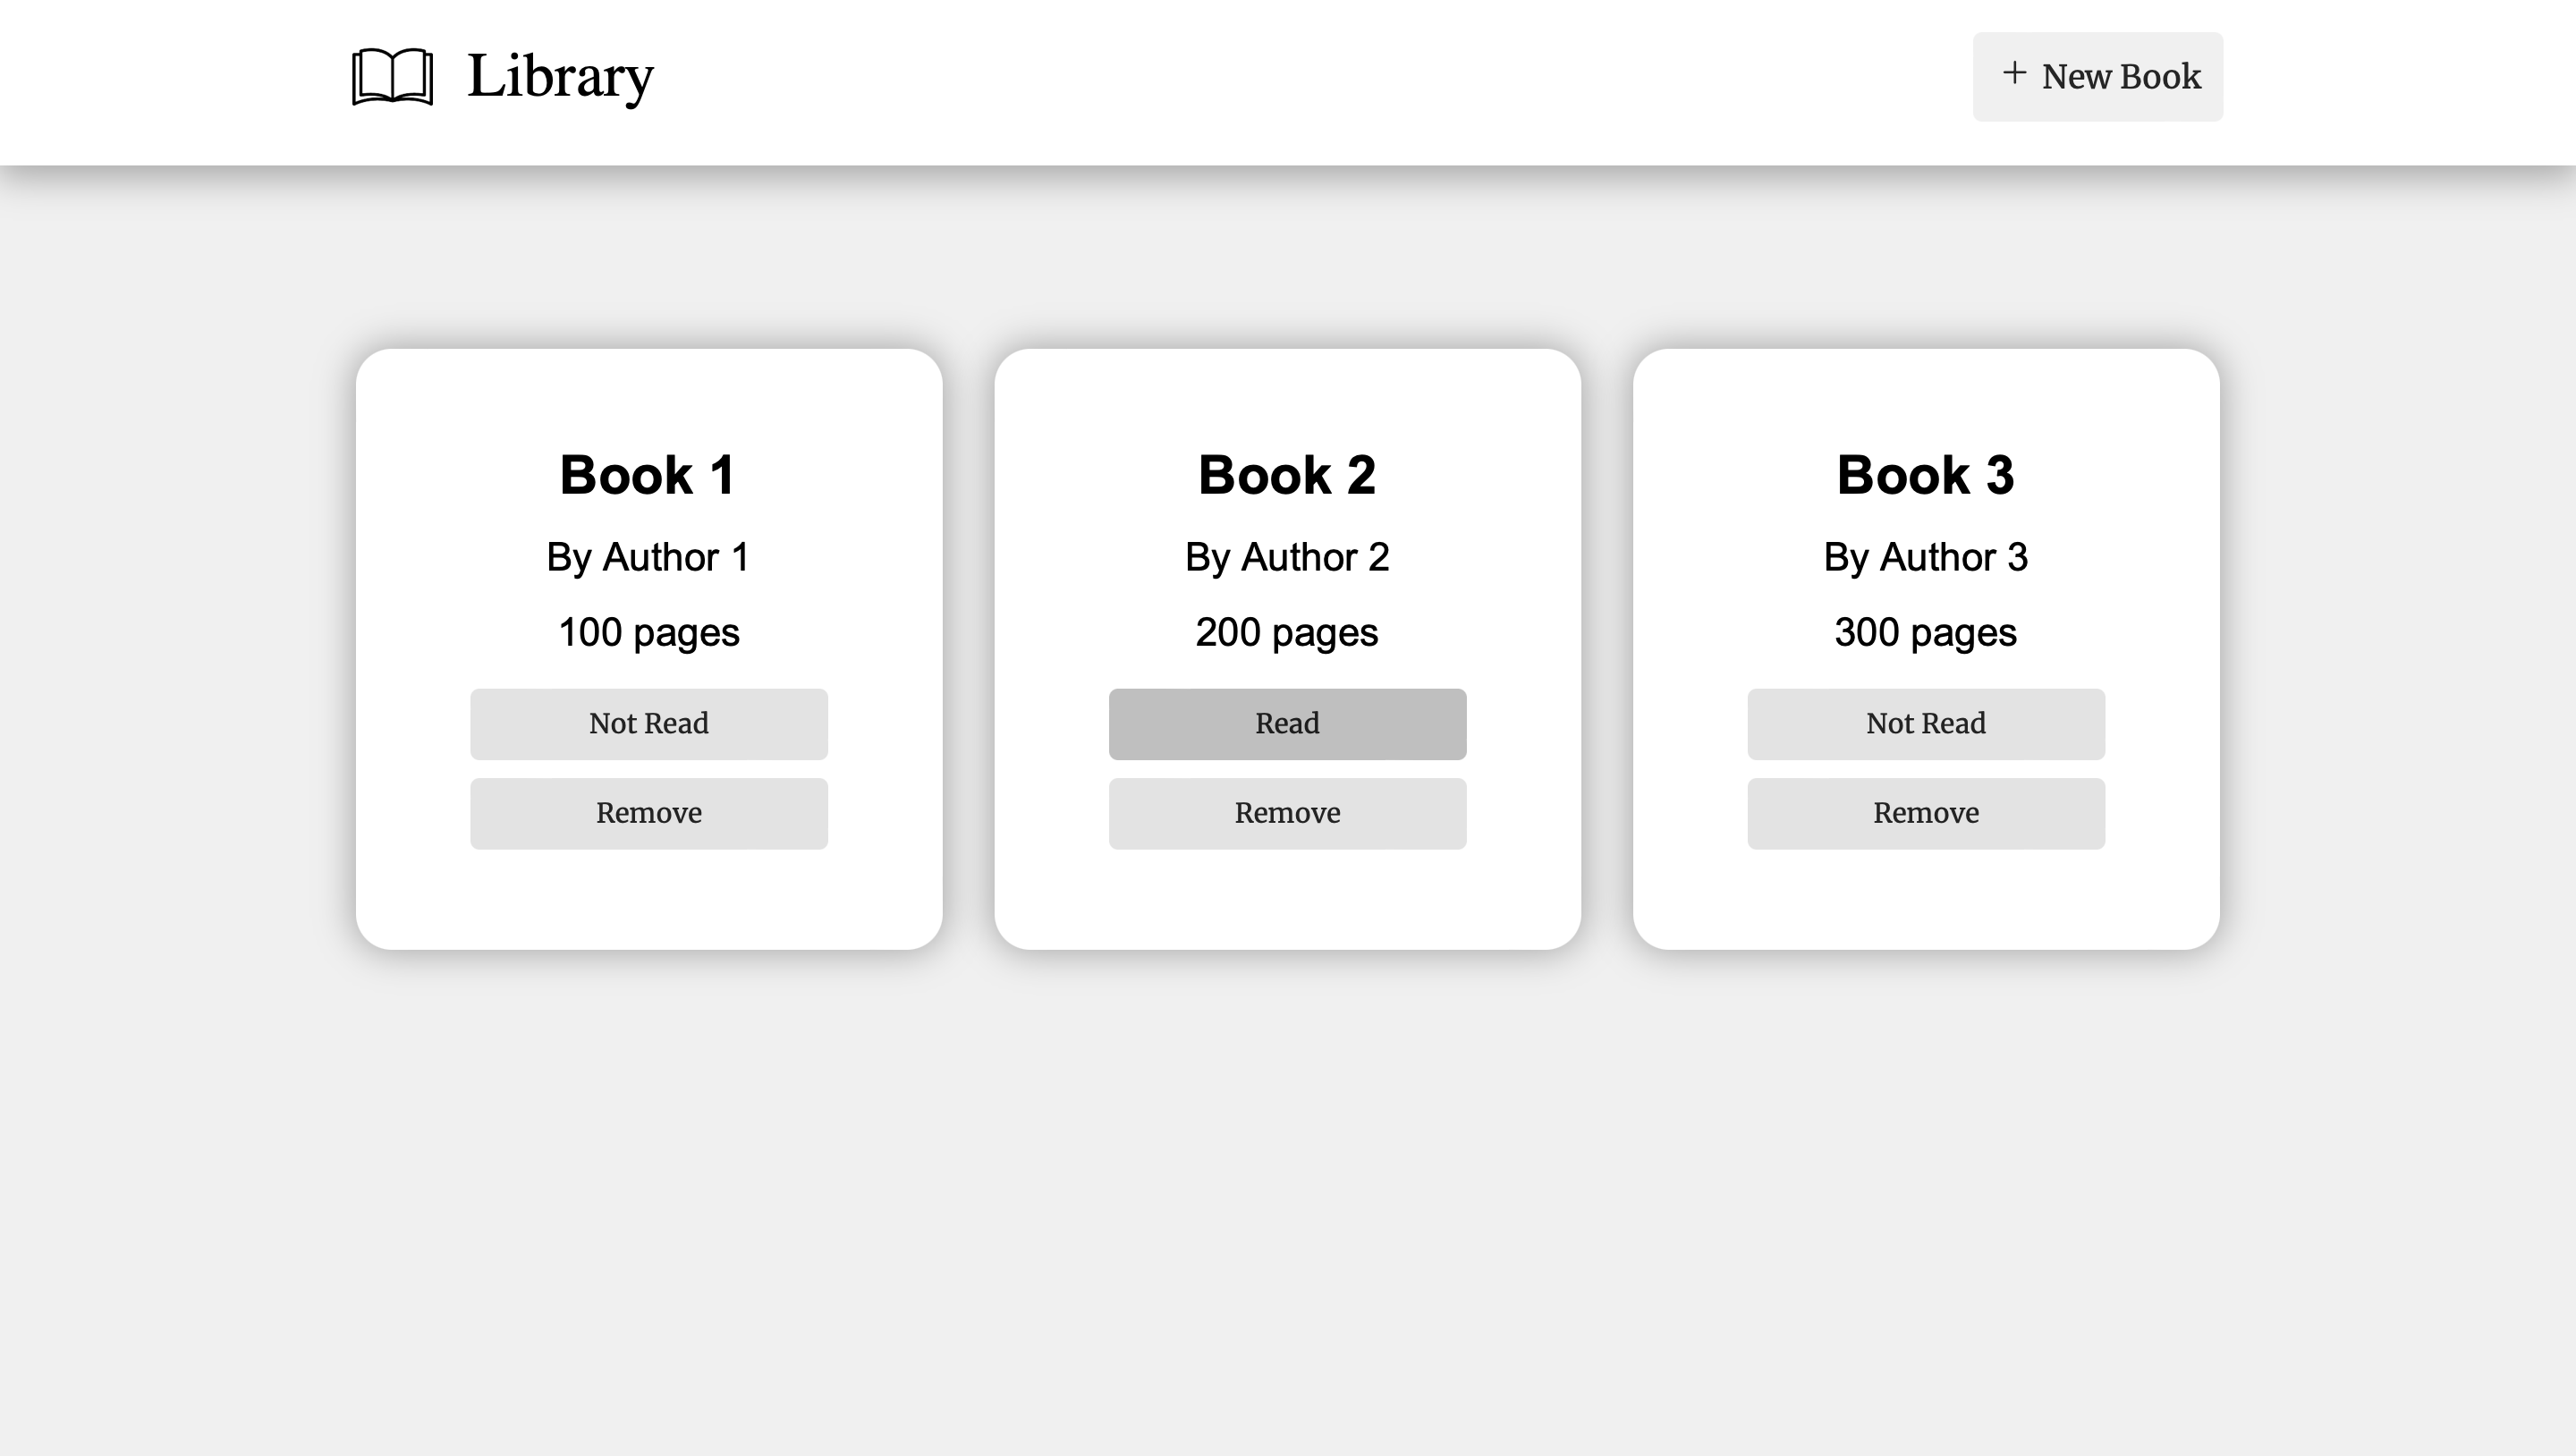 Library
+ New Book
Book 1
By Author 1
100 pages
Not Read
Remove
Book 2
By Author 2
200 pages
Read
Remove
Book 3
By Author 3
300 pages
Not Read
Remove